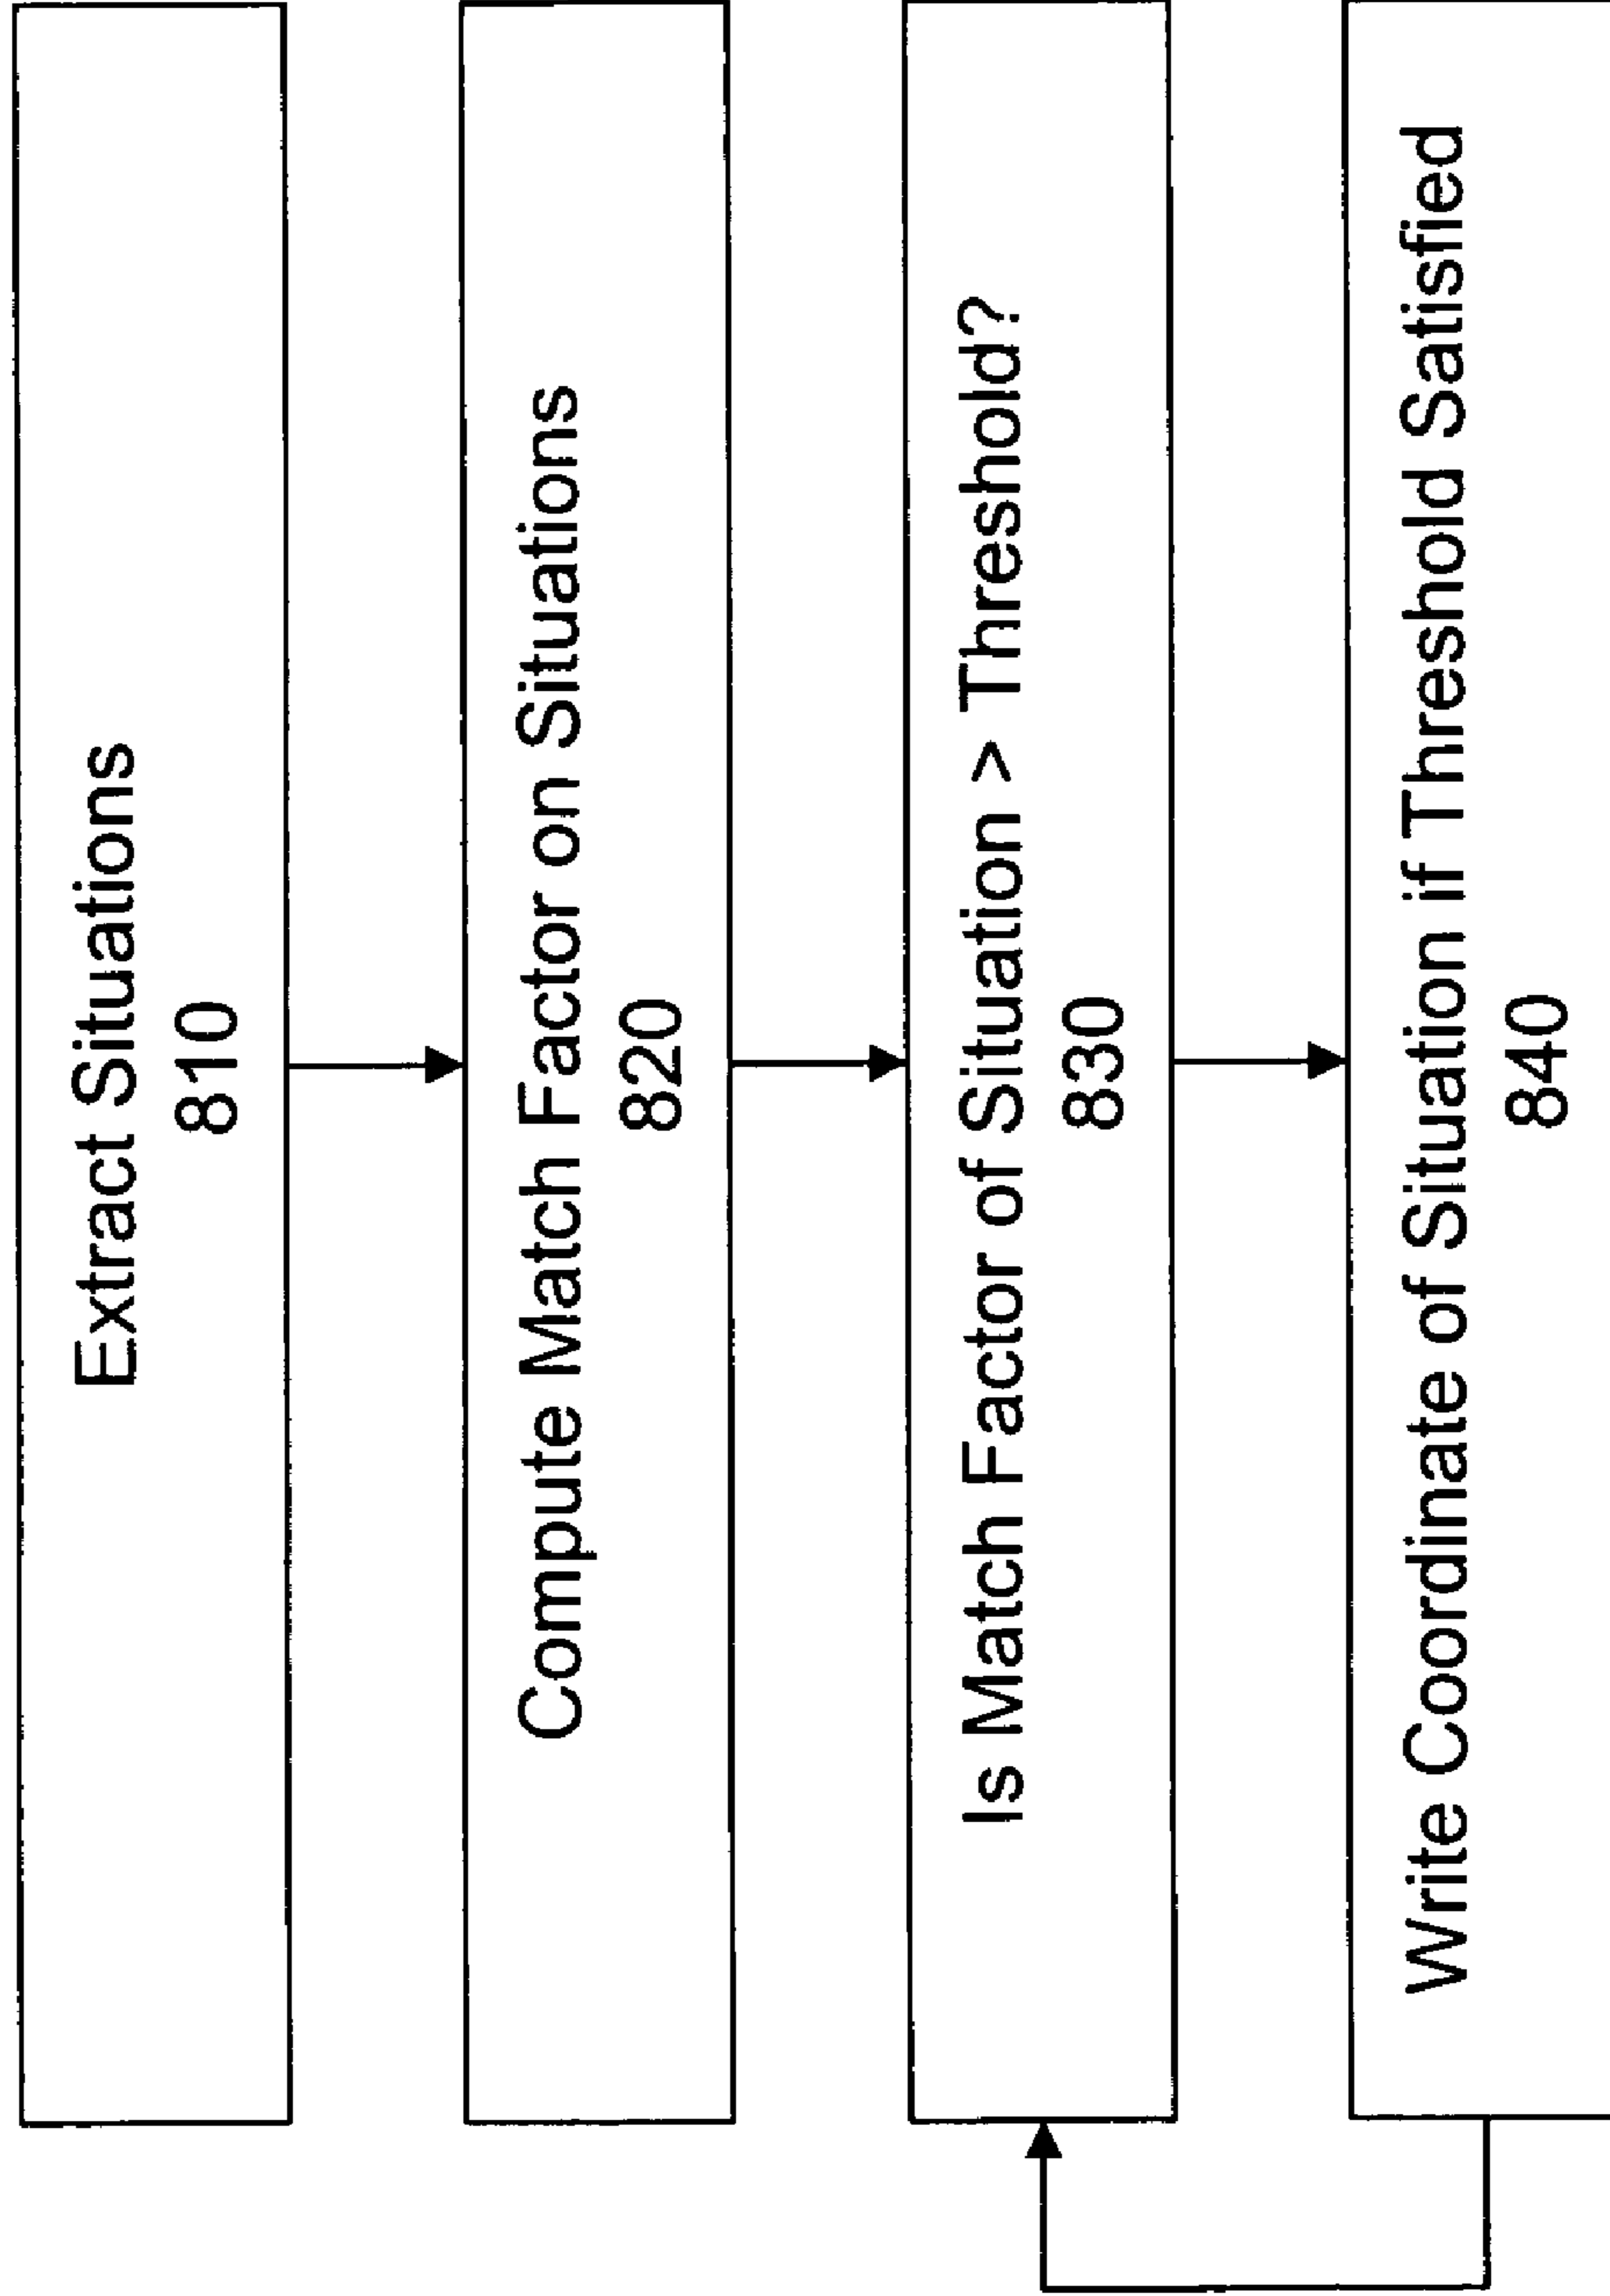 Extract Situations
810
Compute Match Factor on Situations
820
Is Match Factor of Situation > Threshold?
830
Write Coordinate of Situation if Threshold Satisfied
840